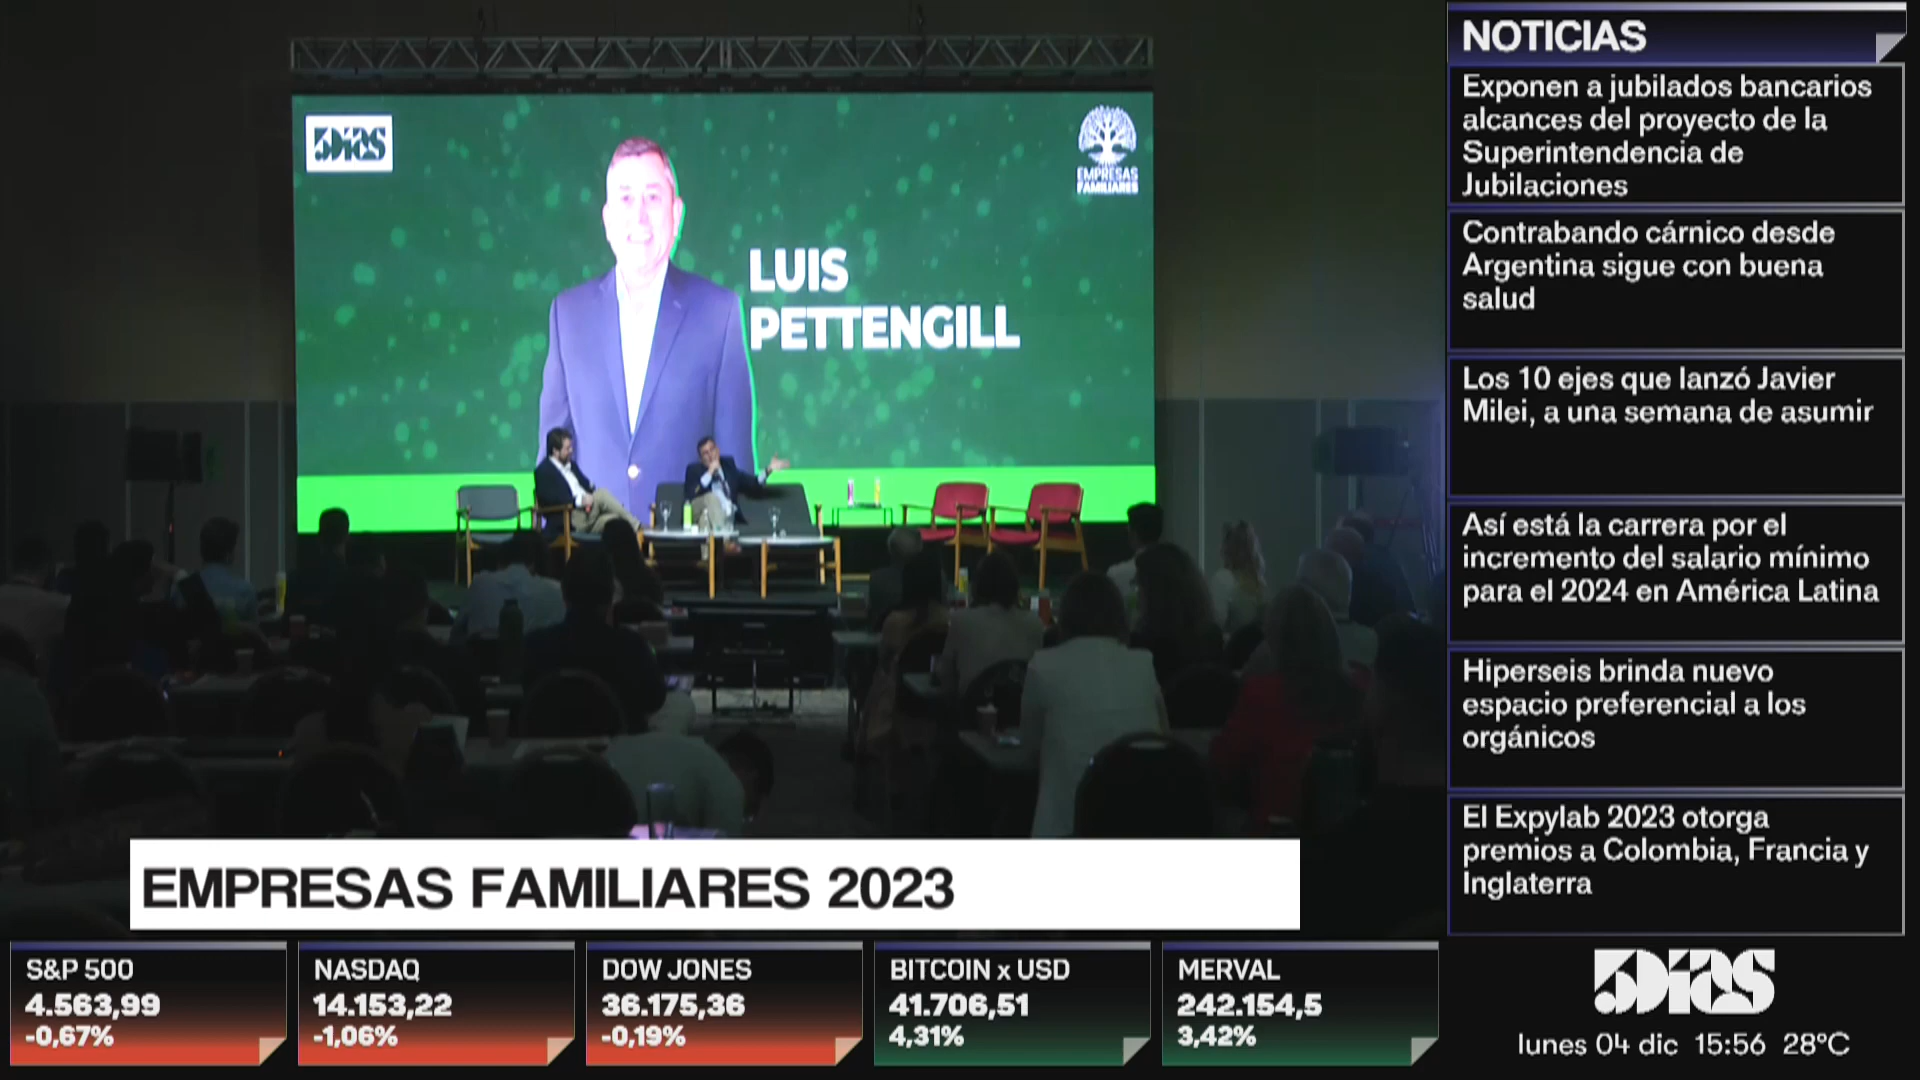 5Días
EMPRESAS
FAMILIARES
LUIS
PETTENGILL
EMPRESAS FAMILIARES 2023
NOTICIAS
Exponen a jubilados bancarios
alcances del proyecto de la
Superintendencia de
Jubilaciones
Contrabando cárnico desde
Argentina sigue con buena
salud
Los 10 ejes que lanzó Javier
Milei, a una semana de asumir
Así está la carrera por el
incremento del salario mínimo
para el 2024 en América Latina
Hiperseis brinda nuevo
espacio preferencial a los
orgánicos
El Expylab 2023 otorga
premios a Colombia, Francia y
Inglaterra
S&P 500
4.563,99
-0,67%
NASDAQ
14.153,22
-1,06%
DOW JONES
36.175,36
-0,19%
BITCOIN x USD
41.706,51
4,31%
MERVAL
242.154,5
3,42%
5Días
lunes 04 dic 15:56 28°C